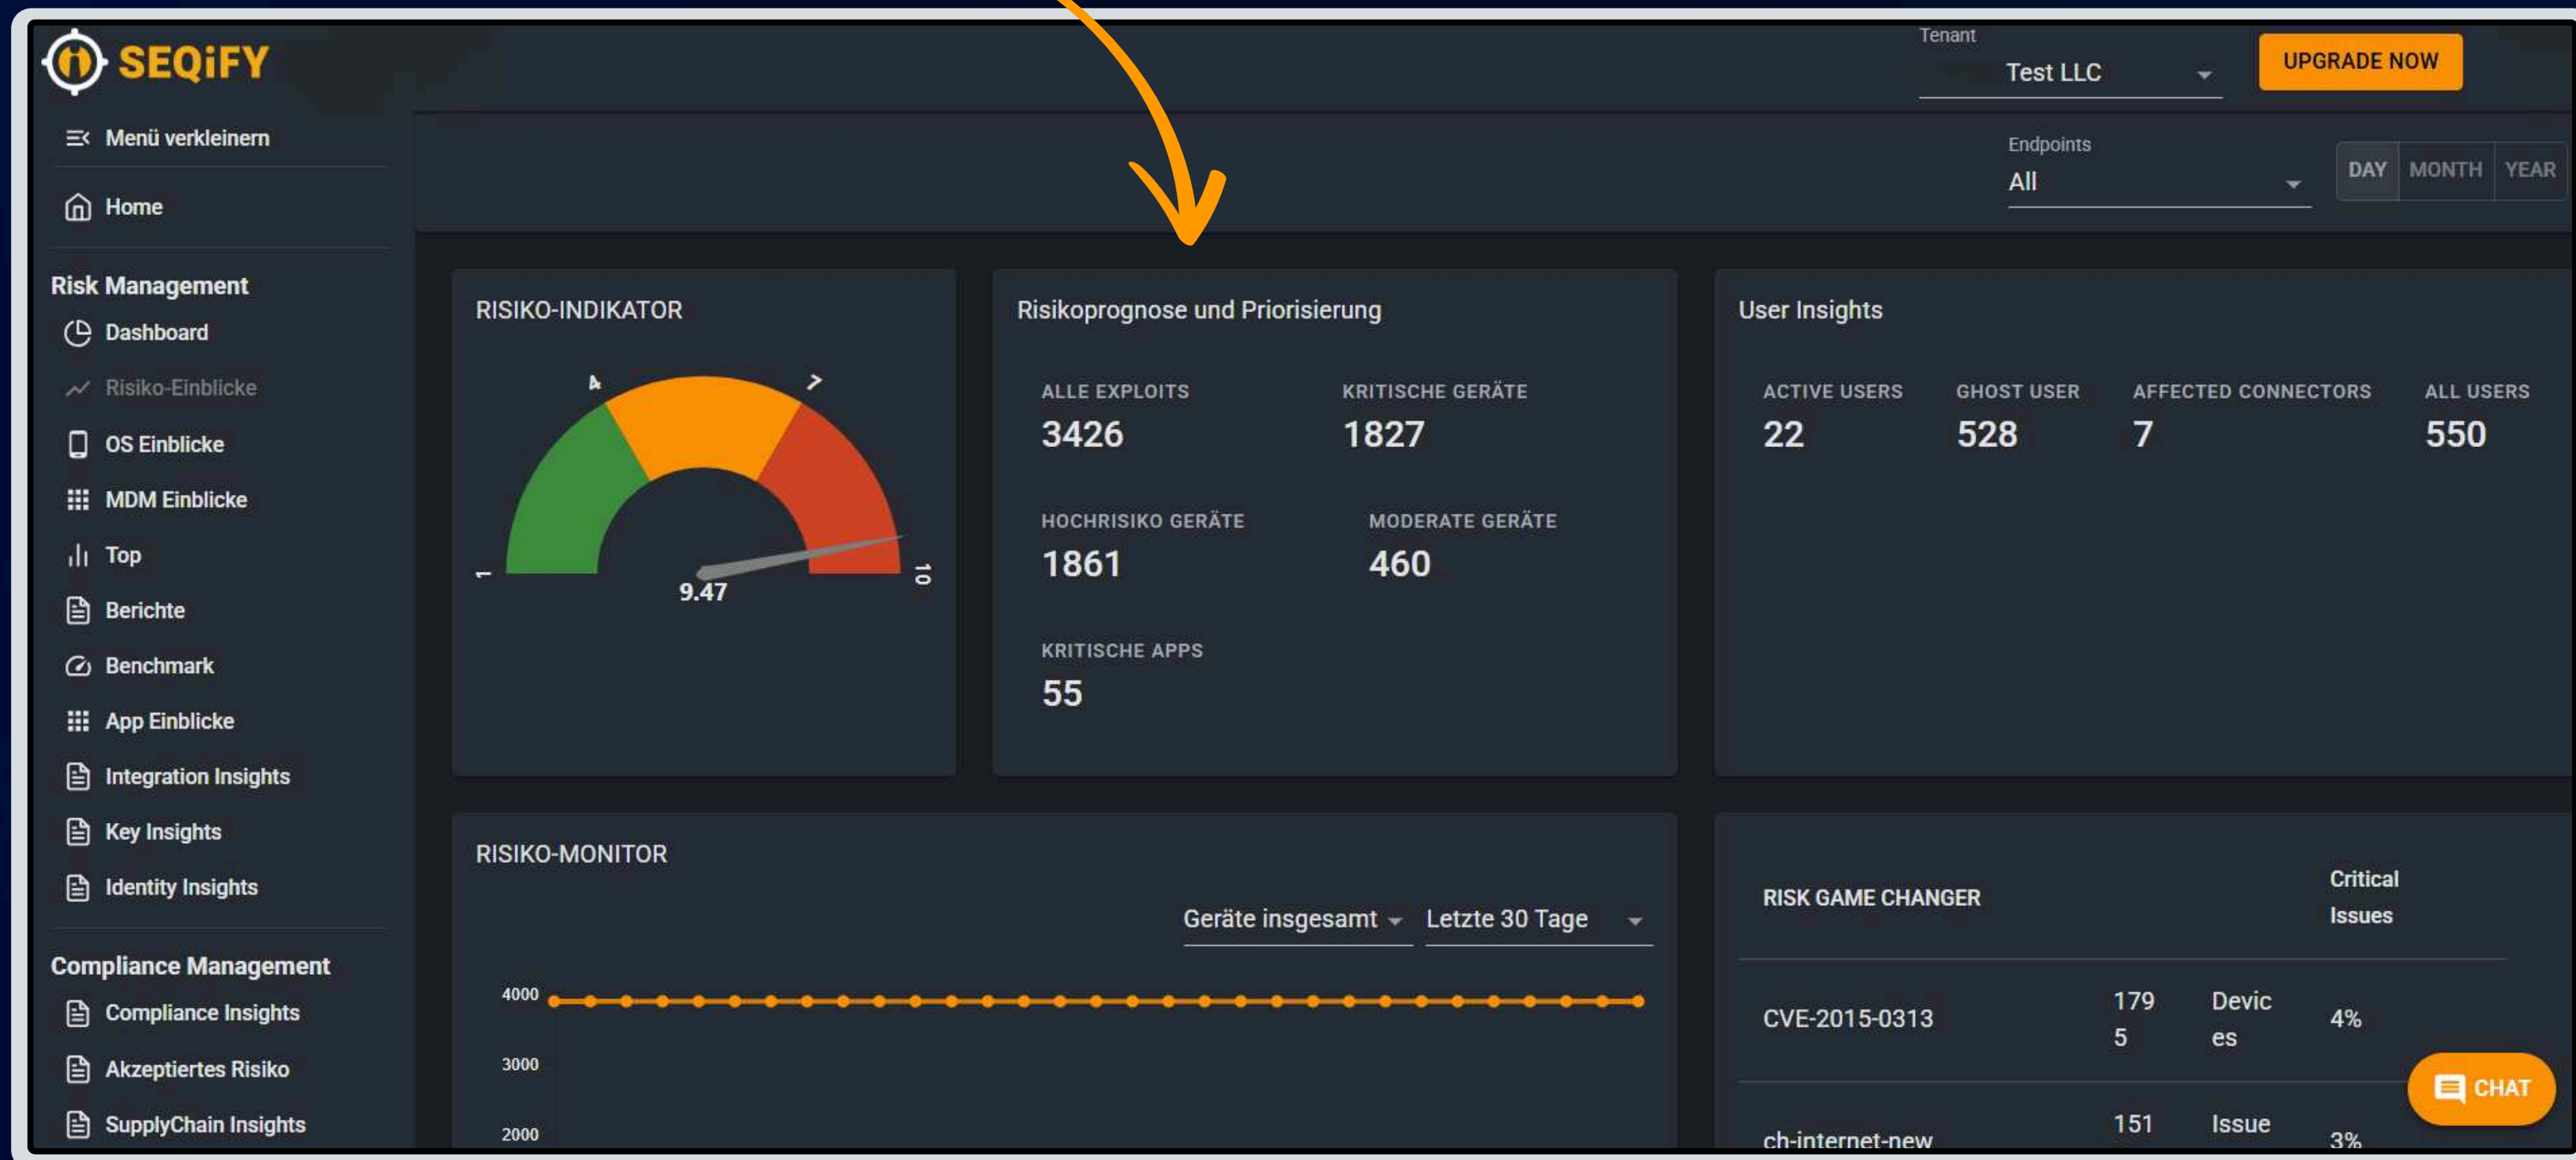 SEQiFY
Tenant
Test LLC
UPGRADE NOW
Menü verkleinern
Home
Risk Management
Dashboard
Risiko-Einblicke
OS Einblicke
MDM Einblicke
Top
Berichte
Benchmark
App Einblicke
Integration Insights
Key Insights
Identity Insights
Compliance Management
Compliance Insights
Akzeptiertes Risiko
SupplyChain Insights
Endpoints
All
DAY MONTH YEAR
RISIKO-INDIKATOR
1
4
7
10
9.47
Risikoprognose und Priorisierung
ALLE EXPLOITS
3426
KRITISCHE GERÄTE
1827
HOCHRISIKO GERÄTE
1861
MODERATE GERÄTE
460
KRITISCHE APPS
55
User Insights
ACTIVE USERS
22
GHOST USER
528
AFFECTED CONNECTORS
7
ALL USERS
550
RISIKO-MONITOR
Geräte insgesamt Letzte 30 Tage
4000
3000
2000
RISK GAME CHANGER
Critical
Issues
CVE-2015-0313
179
5
Devic
es
4%
ch-internet-new
151
Issue
3%
CHAT